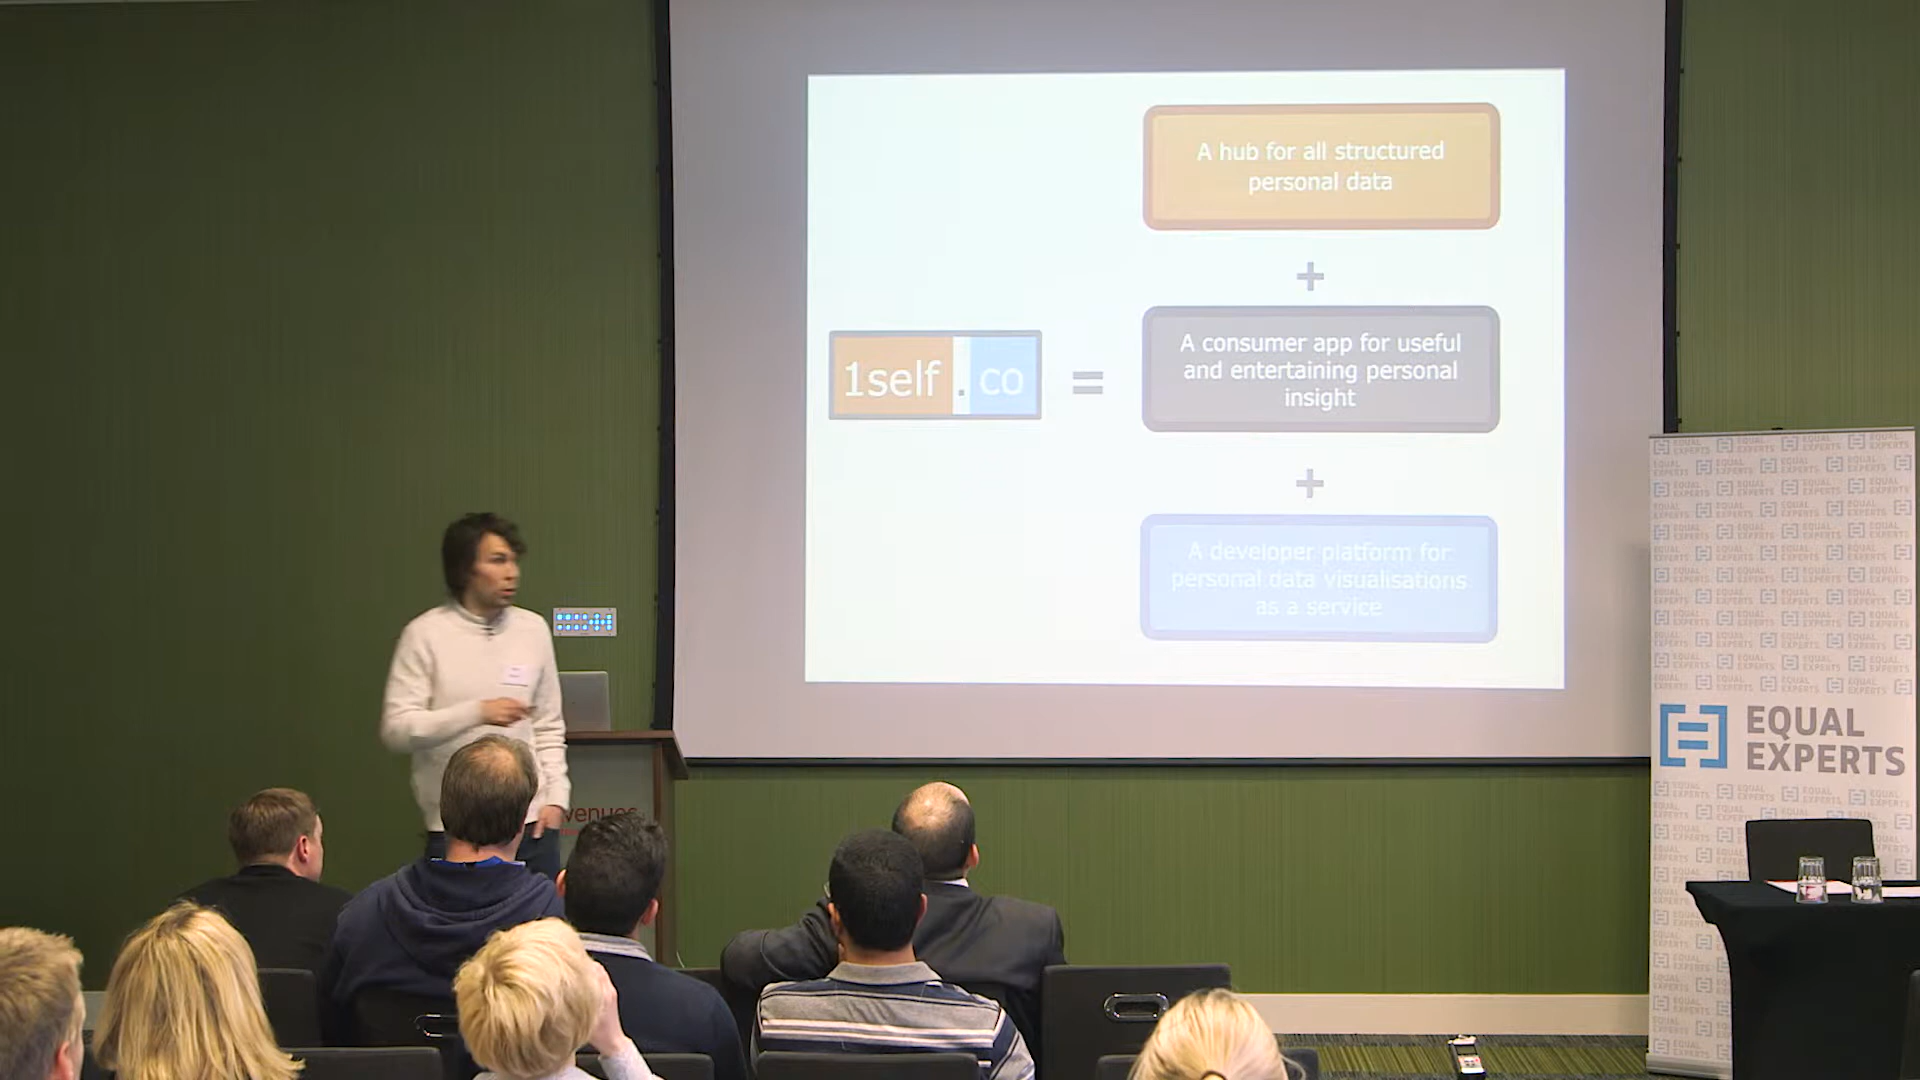 A hub for all structured
personal data
+
A consumer app for useful
and entertaining personal
insight
1self.co =
+
A developer platform for
personal data visualisations
as a service
EQUAL
EXPERTS
venues